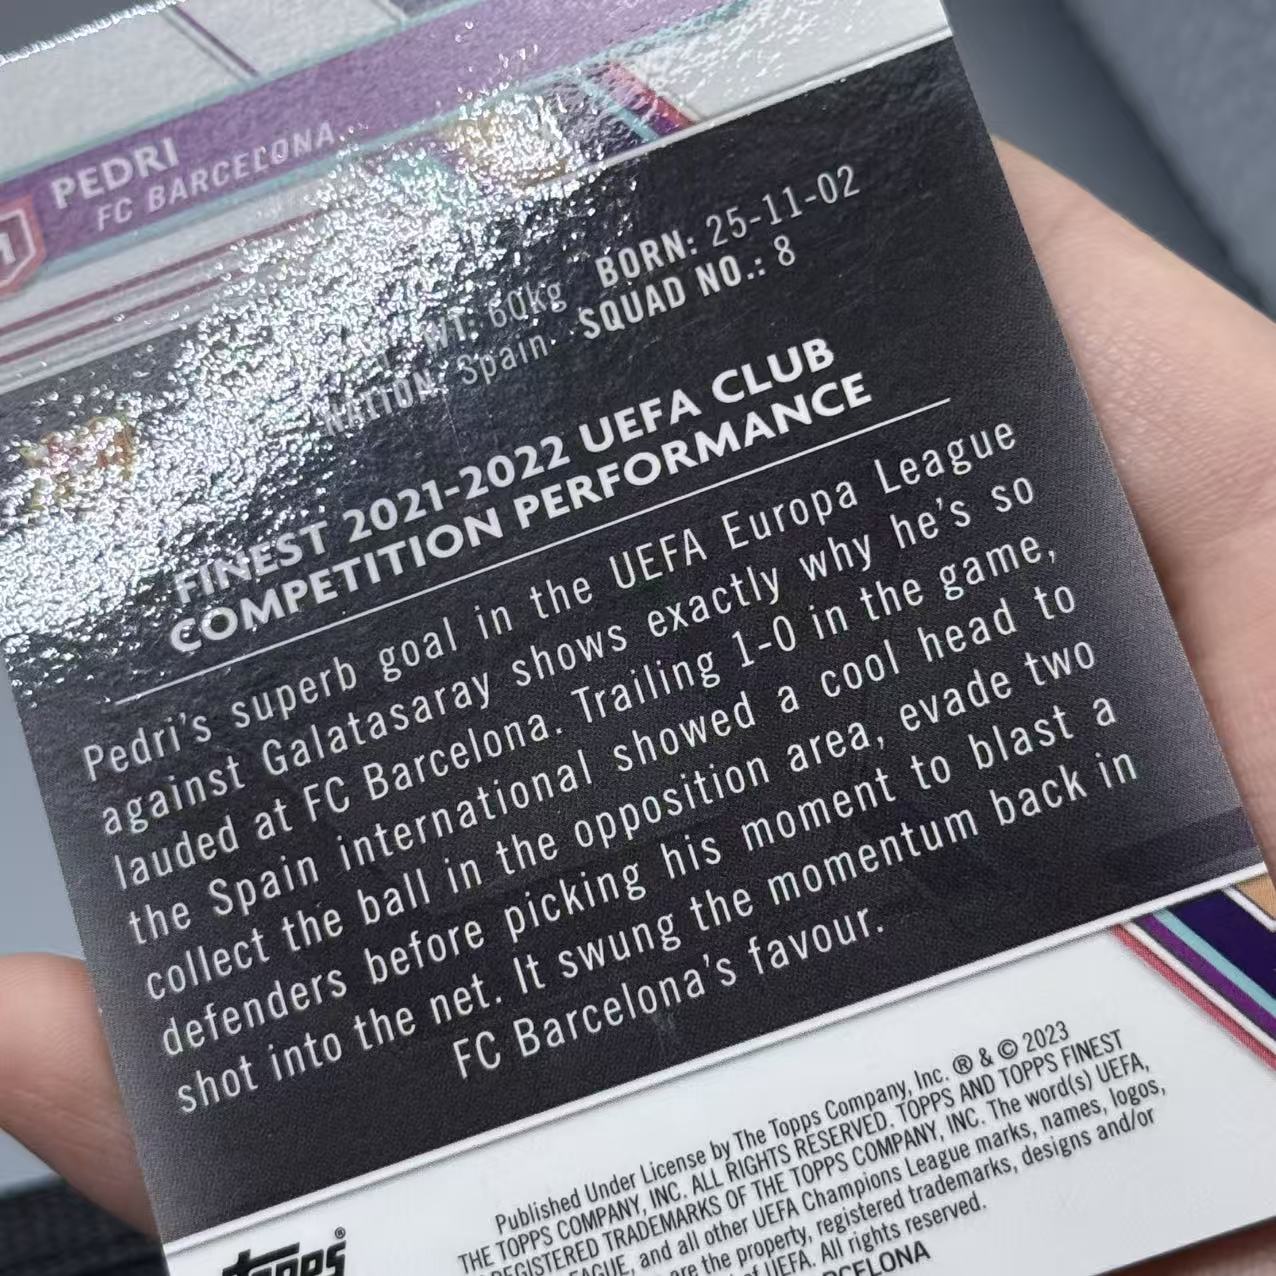 PEDRI
FC BARCELONA
WT: 60kg BORN: 25-11-02
NATION: Spain SQUAD NO.: 8
FINEST 2021-2022 UEFA CLUB
COMPETITION PERFORMANCE
Pedri's superb goal in the UEFA Europa League
against Galatasaray shows exactly why he's so
lauded at FC Barcelona. Trailing 1-0 in the game,
the Spain international showed a cool head to
collect the ball in the opposition area, evade two
defenders before picking his moment to blast a
shot into the net. It swung the momentum back in
FC Barcelona's favour.
Published Under License by The Topps Company, Inc. ® & © 2023
THE TOPPS COMPANY, INC. ALL RIGHTS RESERVED. TOPPS AND TOPPS FINEST
REGISTERED TRADEMARKS OF THE TOPPS COMPANY, INC. The word(s) UEFA,
and all other UEFA Champions League marks, names, logos,
are the property, registered trademarks, designs and/or
of UEFA. All rights reserved.
topps®